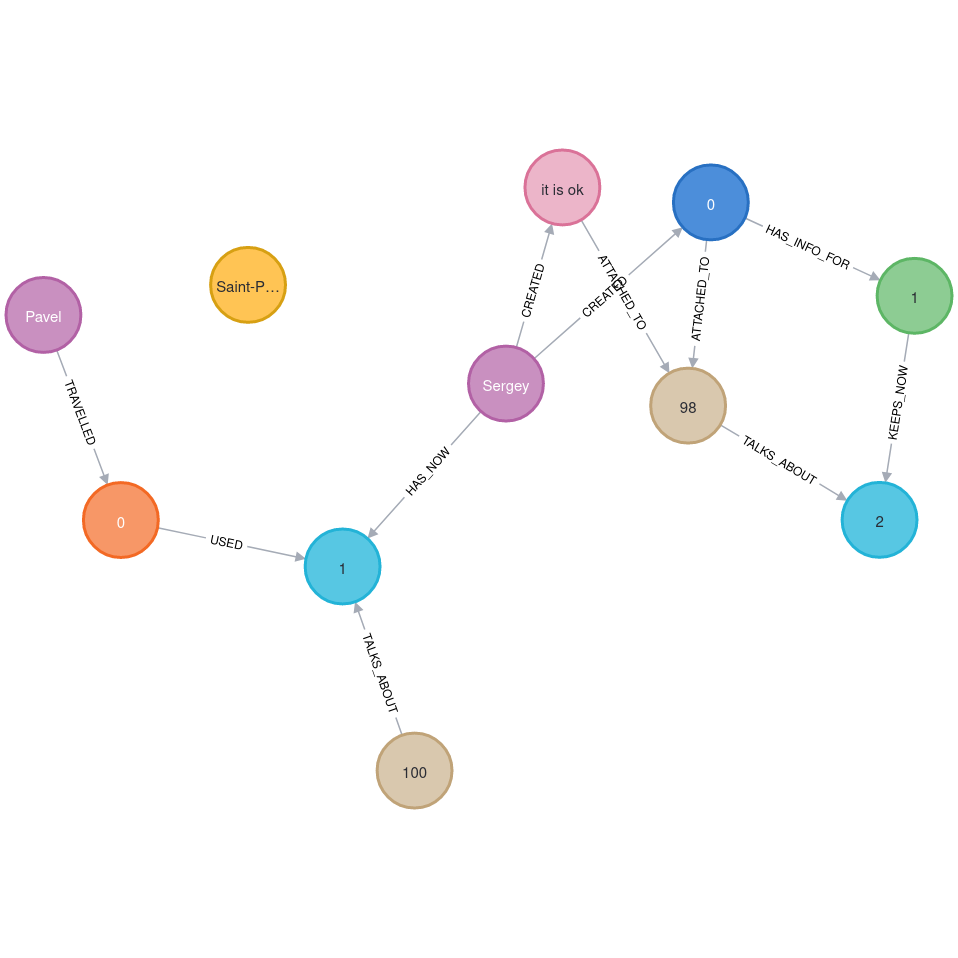 it is ok
0
HAS_INFO_FOR
1
Saint-P…
Pavel
CREATED
CREATED
ATTACHED_TO
ATTACHED_TO
Sergey
98
KEEPS_NOW
TRAVELLED
HAS_NOW
TALKS_ABOUT
0
USED
1
2
TALKS_ABOUT
100